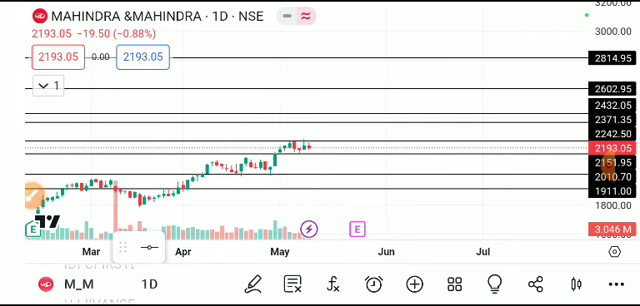 MAHINDRA &MAHINDRA · 1D · NSE
2193.05 −19.50 (−0.88%)
2193.05 0.00 2193.05
1
3000.00
2814.95
2602.95
2432.05
2371.35
2242.50
2193.05
2151.95
2010.70
1911.00
1800.00
3.046 M
E
E
Mar Apr May Jun Jul
M_M 1D